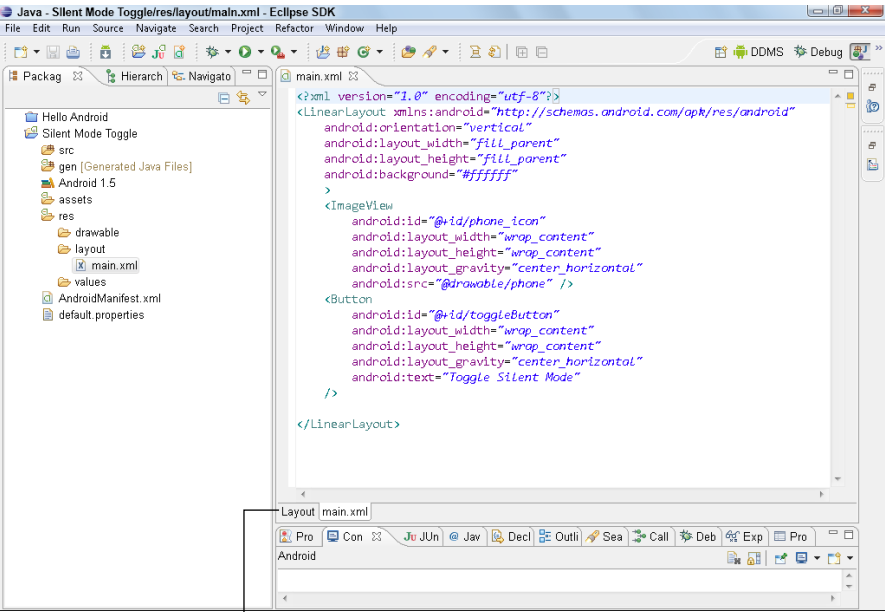 Java - Silent Mode Toggle/res/layout/main.xml - Eclipse SDK
File Edit Run Source Navigate Search Project Refactor Window Help
DDMS Debug »
Packag Hierarch Navigato
main.xml
Hello Android
Silent Mode Toggle
src
gen [Generated Java Files]
Android 1.5
assets
res
drawable
layout
main.xml
values
AndroidManifest.xml
default.properties
<?xml version="1.0" encoding="utf-8"?>
<LinearLayout xmlns:android="http://schemas.android.com/apk/res/android"
android:orientation="vertical"
android:layout_width="fill_parent"
android:layout_height="fill_parent"
android:background="#ffffff"
>
<ImageView
android:id="@+id/phone_icon"
android:layout_width="wrap_content"
android:layout_height="wrap_content"
android:layout_gravity="center_horizontal"
android:src="@drawable/phone" />
<Button
android:id="@+id/toggleButton"
android:layout_width="wrap_content"
android:layout_height="wrap_content"
android:layout_gravity="center_horizontal"
android:text="Toggle Silent Mode"
/>
</LinearLayout>
Layout main.xml
Pro Con Ju JUn @ Jav Decl Outli Sea Call Deb Exp Pro
Android